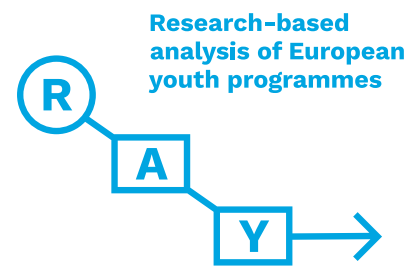 Research-based
analysis of European
youth programmes
R
A
Y